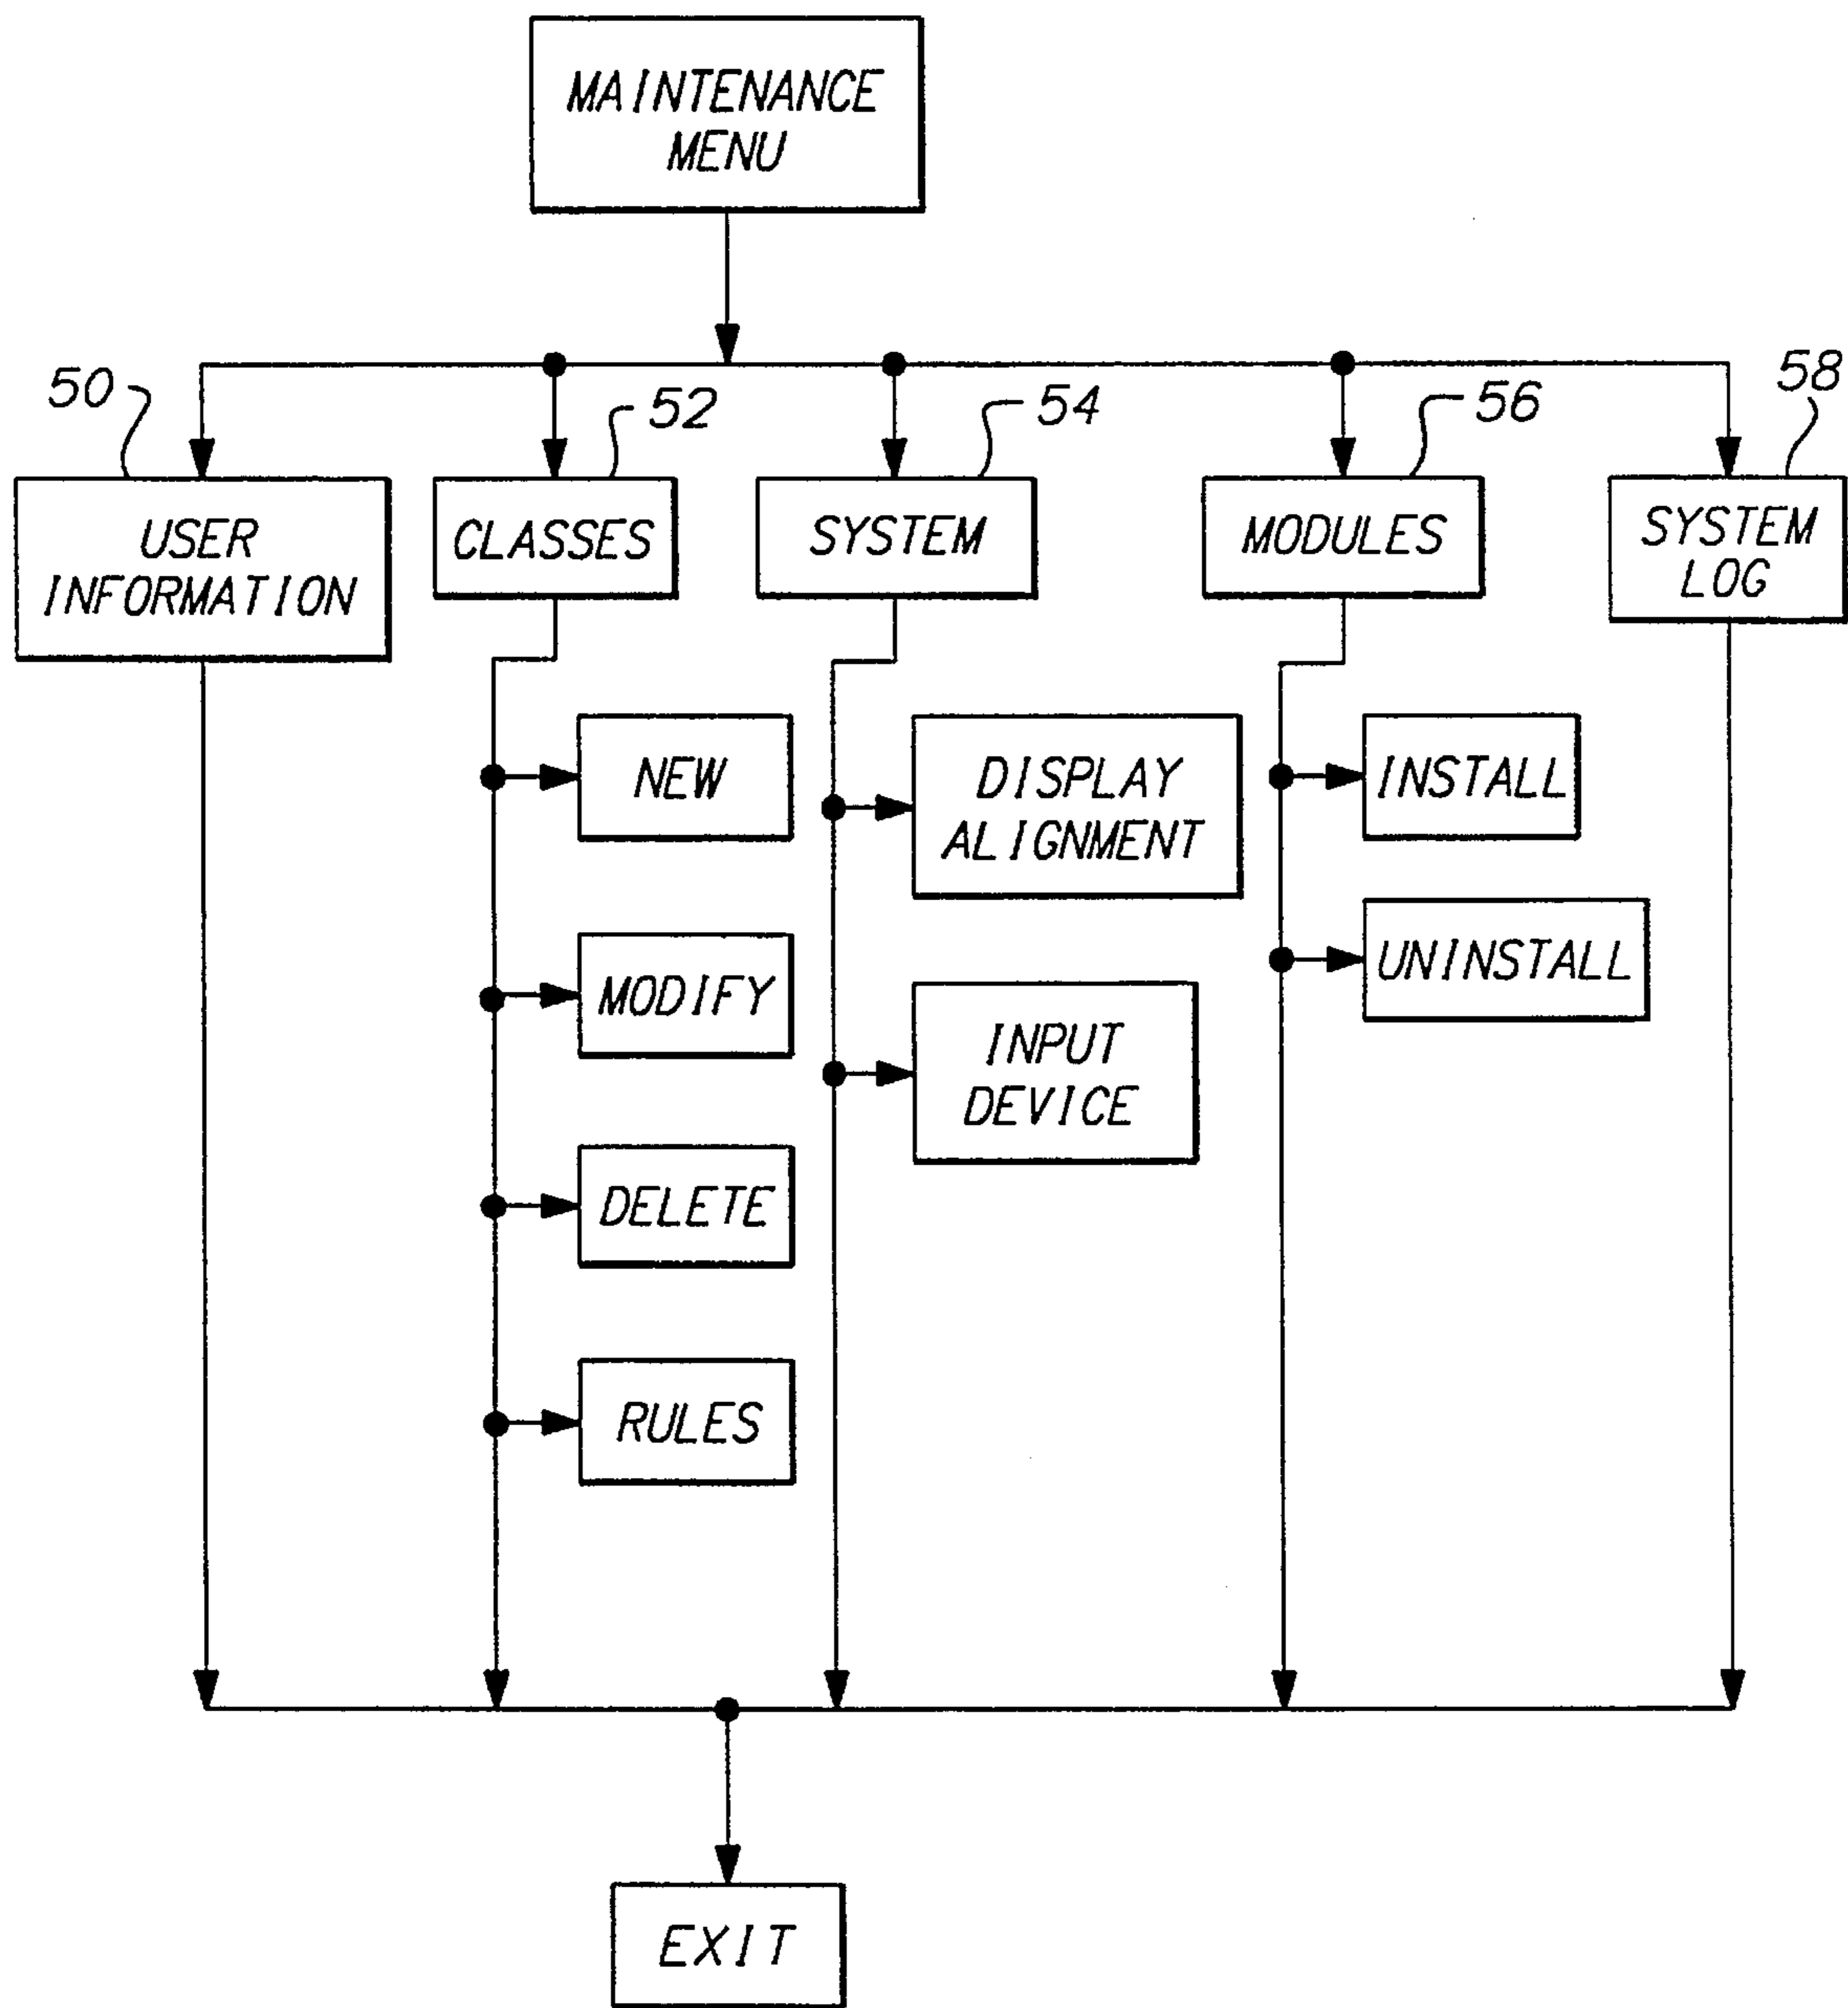 MAINTENANCE
MENU
50
52
54
56
58
USER
INFORMATION
CLASSES
SYSTEM
MODULES
SYSTEM
LOG
NEW
MODIFY
DELETE
RULES
DISPLAY
ALIGNMENT
INPUT
DEVICE
INSTALL
UNINSTALL
EXIT